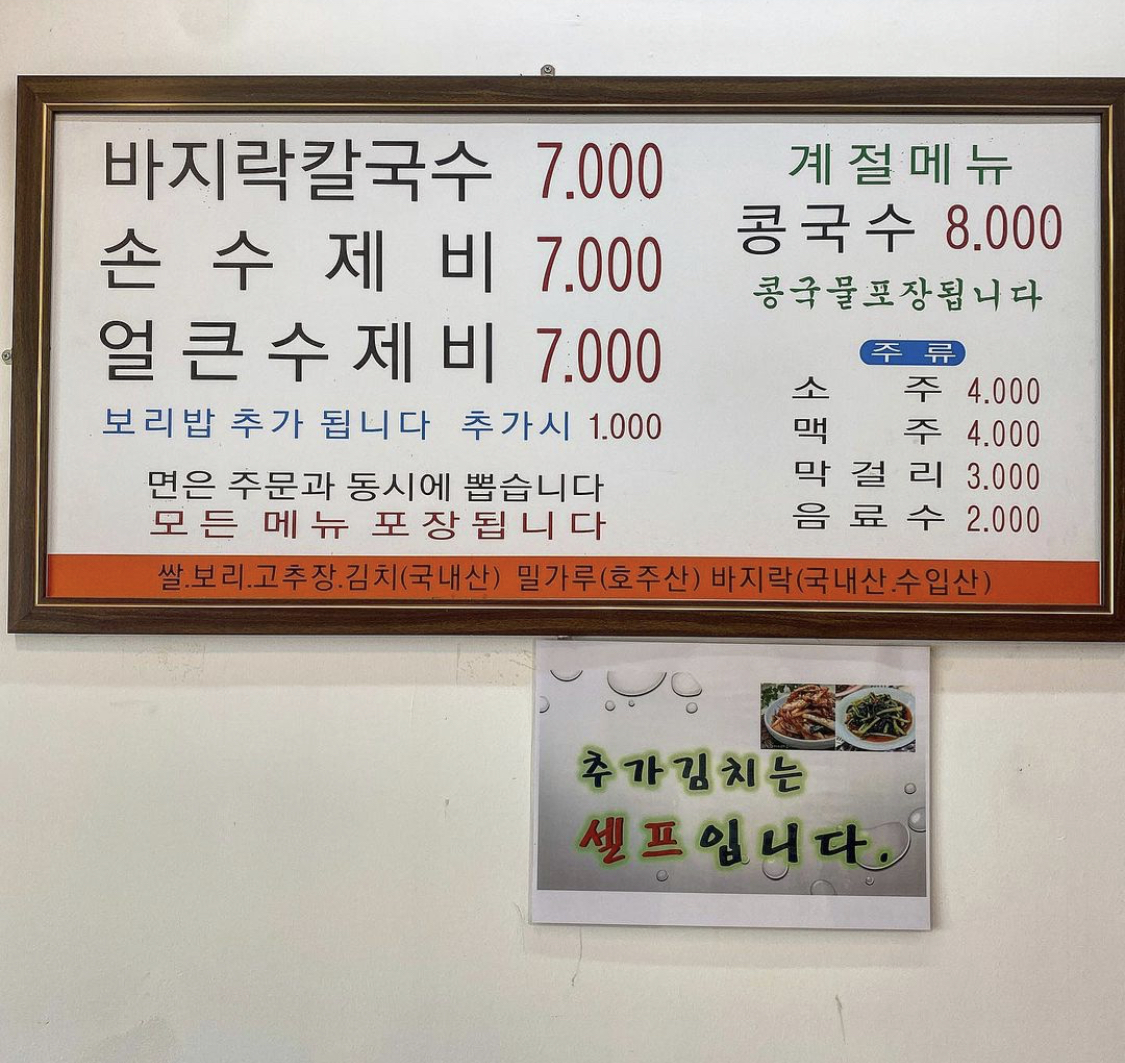 바지락칼국수 7.000
손수제비 7.000
얼큰수제비 7.000
보리밥 추가 됩니다 추가시 1.000
면은 주문과 동시에 뽑습니다
모든 메뉴 포장됩니다
계절메뉴
콩국수 8.000
콩국물포장됩니다
주류
소주 4.000
맥주 4.000
막걸리 3.000
음료수 2.000
쌀.보리.고추장.김치(국내산) 밀가루(호주산) 바지락(국내산.수입산)
추가김치는
셀프입니다.